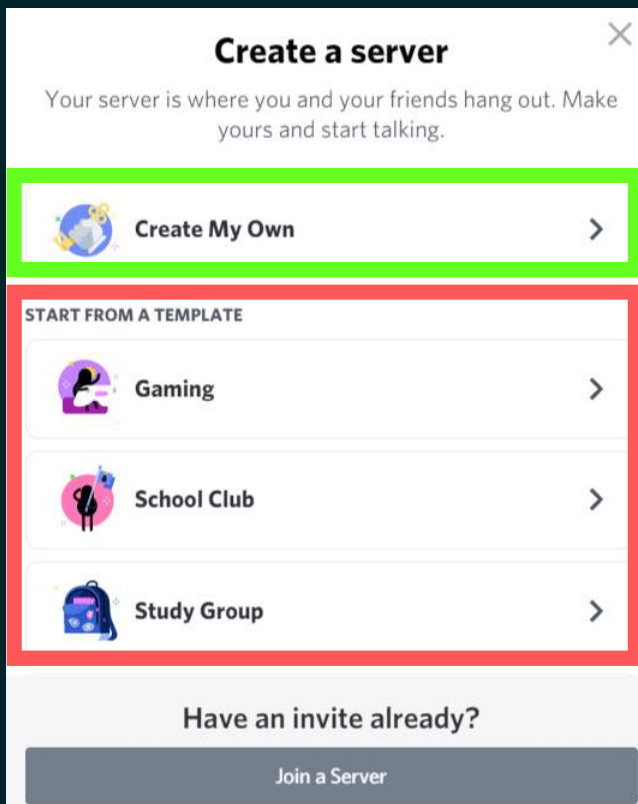 Create a server
Your server is where you and your friends hang out. Make
yours and start talking.
Create My Own
START FROM A TEMPLATE
Gaming
School Club
Study Group
Have an invite already?
Join a Server